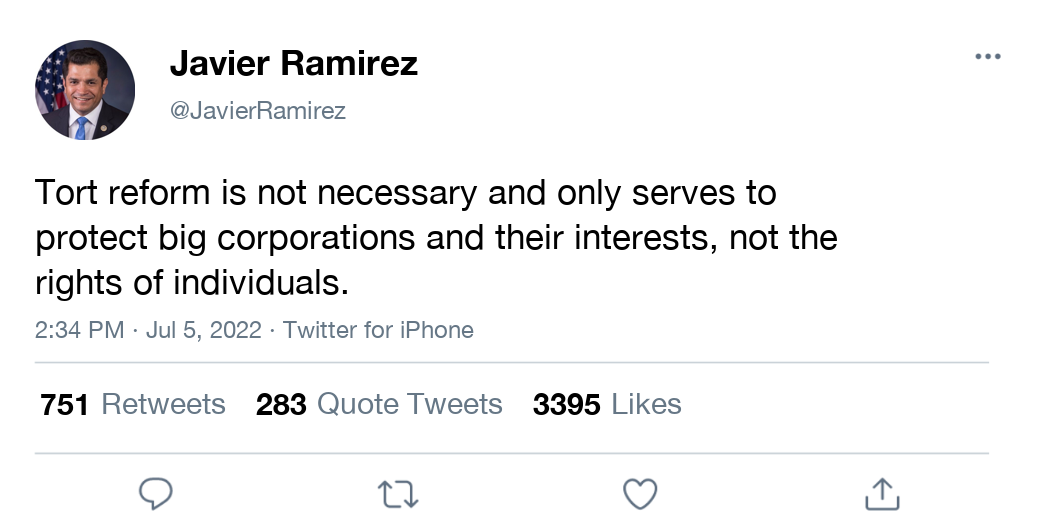 Javier Ramirez
@JavierRamirez
Tort reform is not necessary and only serves to
protect big corporations and their interests, not the
rights of individuals.
2:34 PM · Jul 5, 2022 · Twitter for iPhone
751 Retweets 283 Quote Tweets 3395 Likes